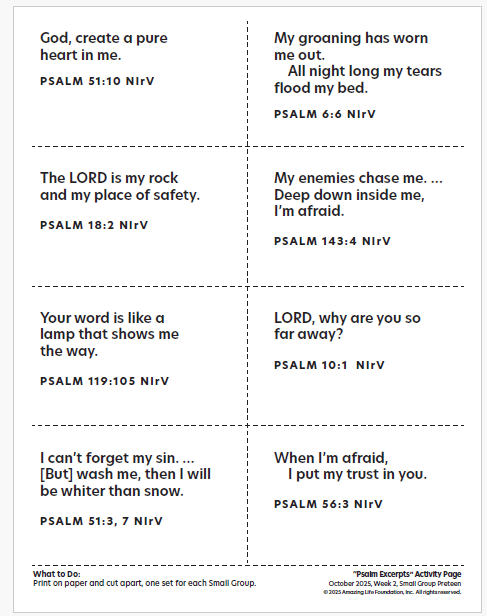 God, create a pure
heart in me.
PSALM 51:10 NIrV
My groaning has worn
me out.
All night long my tears
flood my bed.
PSALM 6:6 NIrV
The LORD is my rock
and my place of safety.
PSALM 18:2 NIrV
My enemies chase me. ...
Deep down inside me,
I'm afraid.
PSALM 143:4 NIrV
Your word is like a
lamp that shows me
the way.
PSALM 119:105 NIrV
LORD, why are you so
far away?
PSALM 10:1 NIrV
I can't forget my sin. ...
[But] wash me, then I will
be whiter than snow.
PSALM 51:3, 7 NIrV
When I'm afraid,
I put my trust in you.
PSALM 56:3 NIrV
What to Do:
Print on paper and cut apart, one set for each Small Group.
"Psalm Excerpts" Activity Page
October 2025, Week 2, Small Group Preteen
© 2025 Amazing Life Foundation, Inc. All rights reserved.